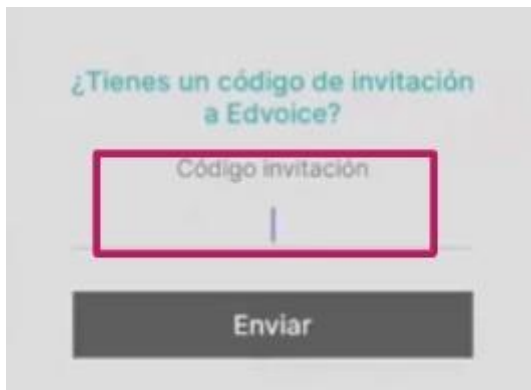 ¿Tienes un código de invitación
a Edvoice?
Código invitación
Enviar